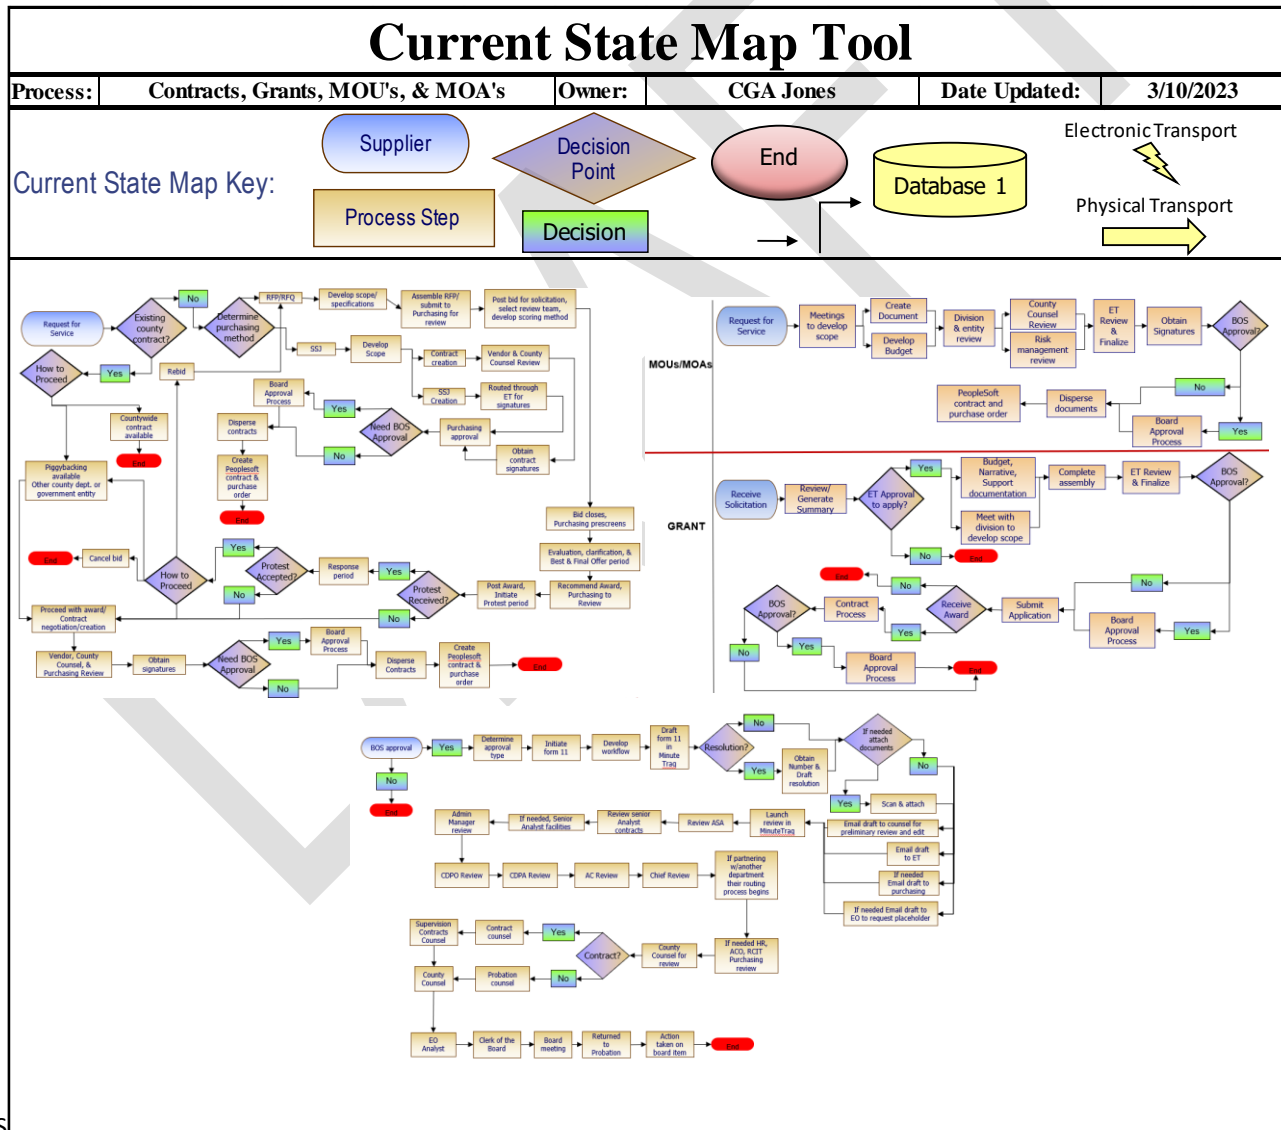 Current State Map Tool
Process: Contracts, Grants, MOU's, & MOA's Owner: CGA Jones Date Updated: 3/10/2023
Current State Map Key:
Supplier
Decision
Point
End
Database 1
Electronic Transport
Process Step
Decision
Physical Transport
Request for
Service
Existing
county
contract?
No
Determine
purchasing
method
RFP/RFQ
Develop scope/
specifications
Assemble RFP/
submit to
Purchasing for
review
Post bid for solicitation,
select review team,
develop scoring method
How to
Proceed
Yes
Rebid
SSJ
Develop
Scope
Contract
creation
Vendor & County
Counsel Review
SSJ
Creation
Routed through
ET for
signatures
Board
Approval
Process
Yes
Need BOS
Approval
Purchasing
approval
Disperse
contracts
No
Obtain
contract
signatures
Countywide
contract
available
End
Create
Peoplesoft
contract &
purchase
order
End
Piggybacking
available
Other county dept. or
government entity
Bid closes,
Purchasing prescreens
Evaluation, clarification, &
Best & Final Offer period
Recommend Award,
Purchasing to
Review
Post Award,
Initiate
Protest period
Protest
Received?
Yes
No
Response
period
Protest
Accepted?
Yes
No
How to
Proceed
Cancel bid
End
Proceed with award/
Contract
negotiation/creation
Vendor, County
Counsel, &
Purchasing Review
Obtain
signatures
Need BOS
Approval
Yes
No
Board
Approval
Process
Disperse
Contracts
Create
Peoplesoft
contract &
purchase
order
End
MOUs/MOAs
Request for
Service
Meetings
to develop
scope
Create
Document
Develop
Budget
Division
& entity
review
County
Counsel
Review
Risk
management
review
ET
Review
&
Finalize
Obtain
Signatures
BOS
Approval?
No
Yes
Board
Approval
Process
Disperse
documents
PeopleSoft
contract and
purchase order
GRANT
Receive
Solicitation
Review/
Generate
Summary
ET Approval
to apply?
Yes
No
End
Budget,
Narrative,
Support
documentation
Meet with
division to
develop scope
Complete
assembly
ET Review
& Finalize
BOS
Approval?
No
Yes
Board
Approval
Process
Submit
Application
Receive
Award
No
End
Yes
Contract
Process
BOS
Approval?
No
Yes
Board
Approval
Process
End
BOS approval
Yes
No
End
Determine
approval
type
Initiate
form 11
Develop
workflow
Draft
form 11
in
Minute
Traq
Resolution?
No
Yes
Obtain
Number &
Draft
resolution
If needed
attach
documents
No
Yes
Scan & attach
Email draft to counsel for
preliminary review and edit
Email draft
to ET
If needed
Email draft to
purchasing
If needed Email draft to
EO to request placeholder
Launch
review in
MinuteTraq
Review ASA
Review senior
Analyst
contracts
If needed, Senior
Analyst facilities
Admin
Manager
review
CDPO Review
CDPA Review
AC Review
Chief Review
If partnering
w/another
department
their routing
process begins
If needed HR,
ACO, RCIT
Purchasing
review
County
Counsel for
review
Contract?
Yes
No
Contract
counsel
Supervision
Contracts
Counsel
Probation
counsel
County
Counsel
EO
Analyst
Clerk of the
Board
Board
meeting
Returned
to
Probation
Action
taken on
board item
End
S